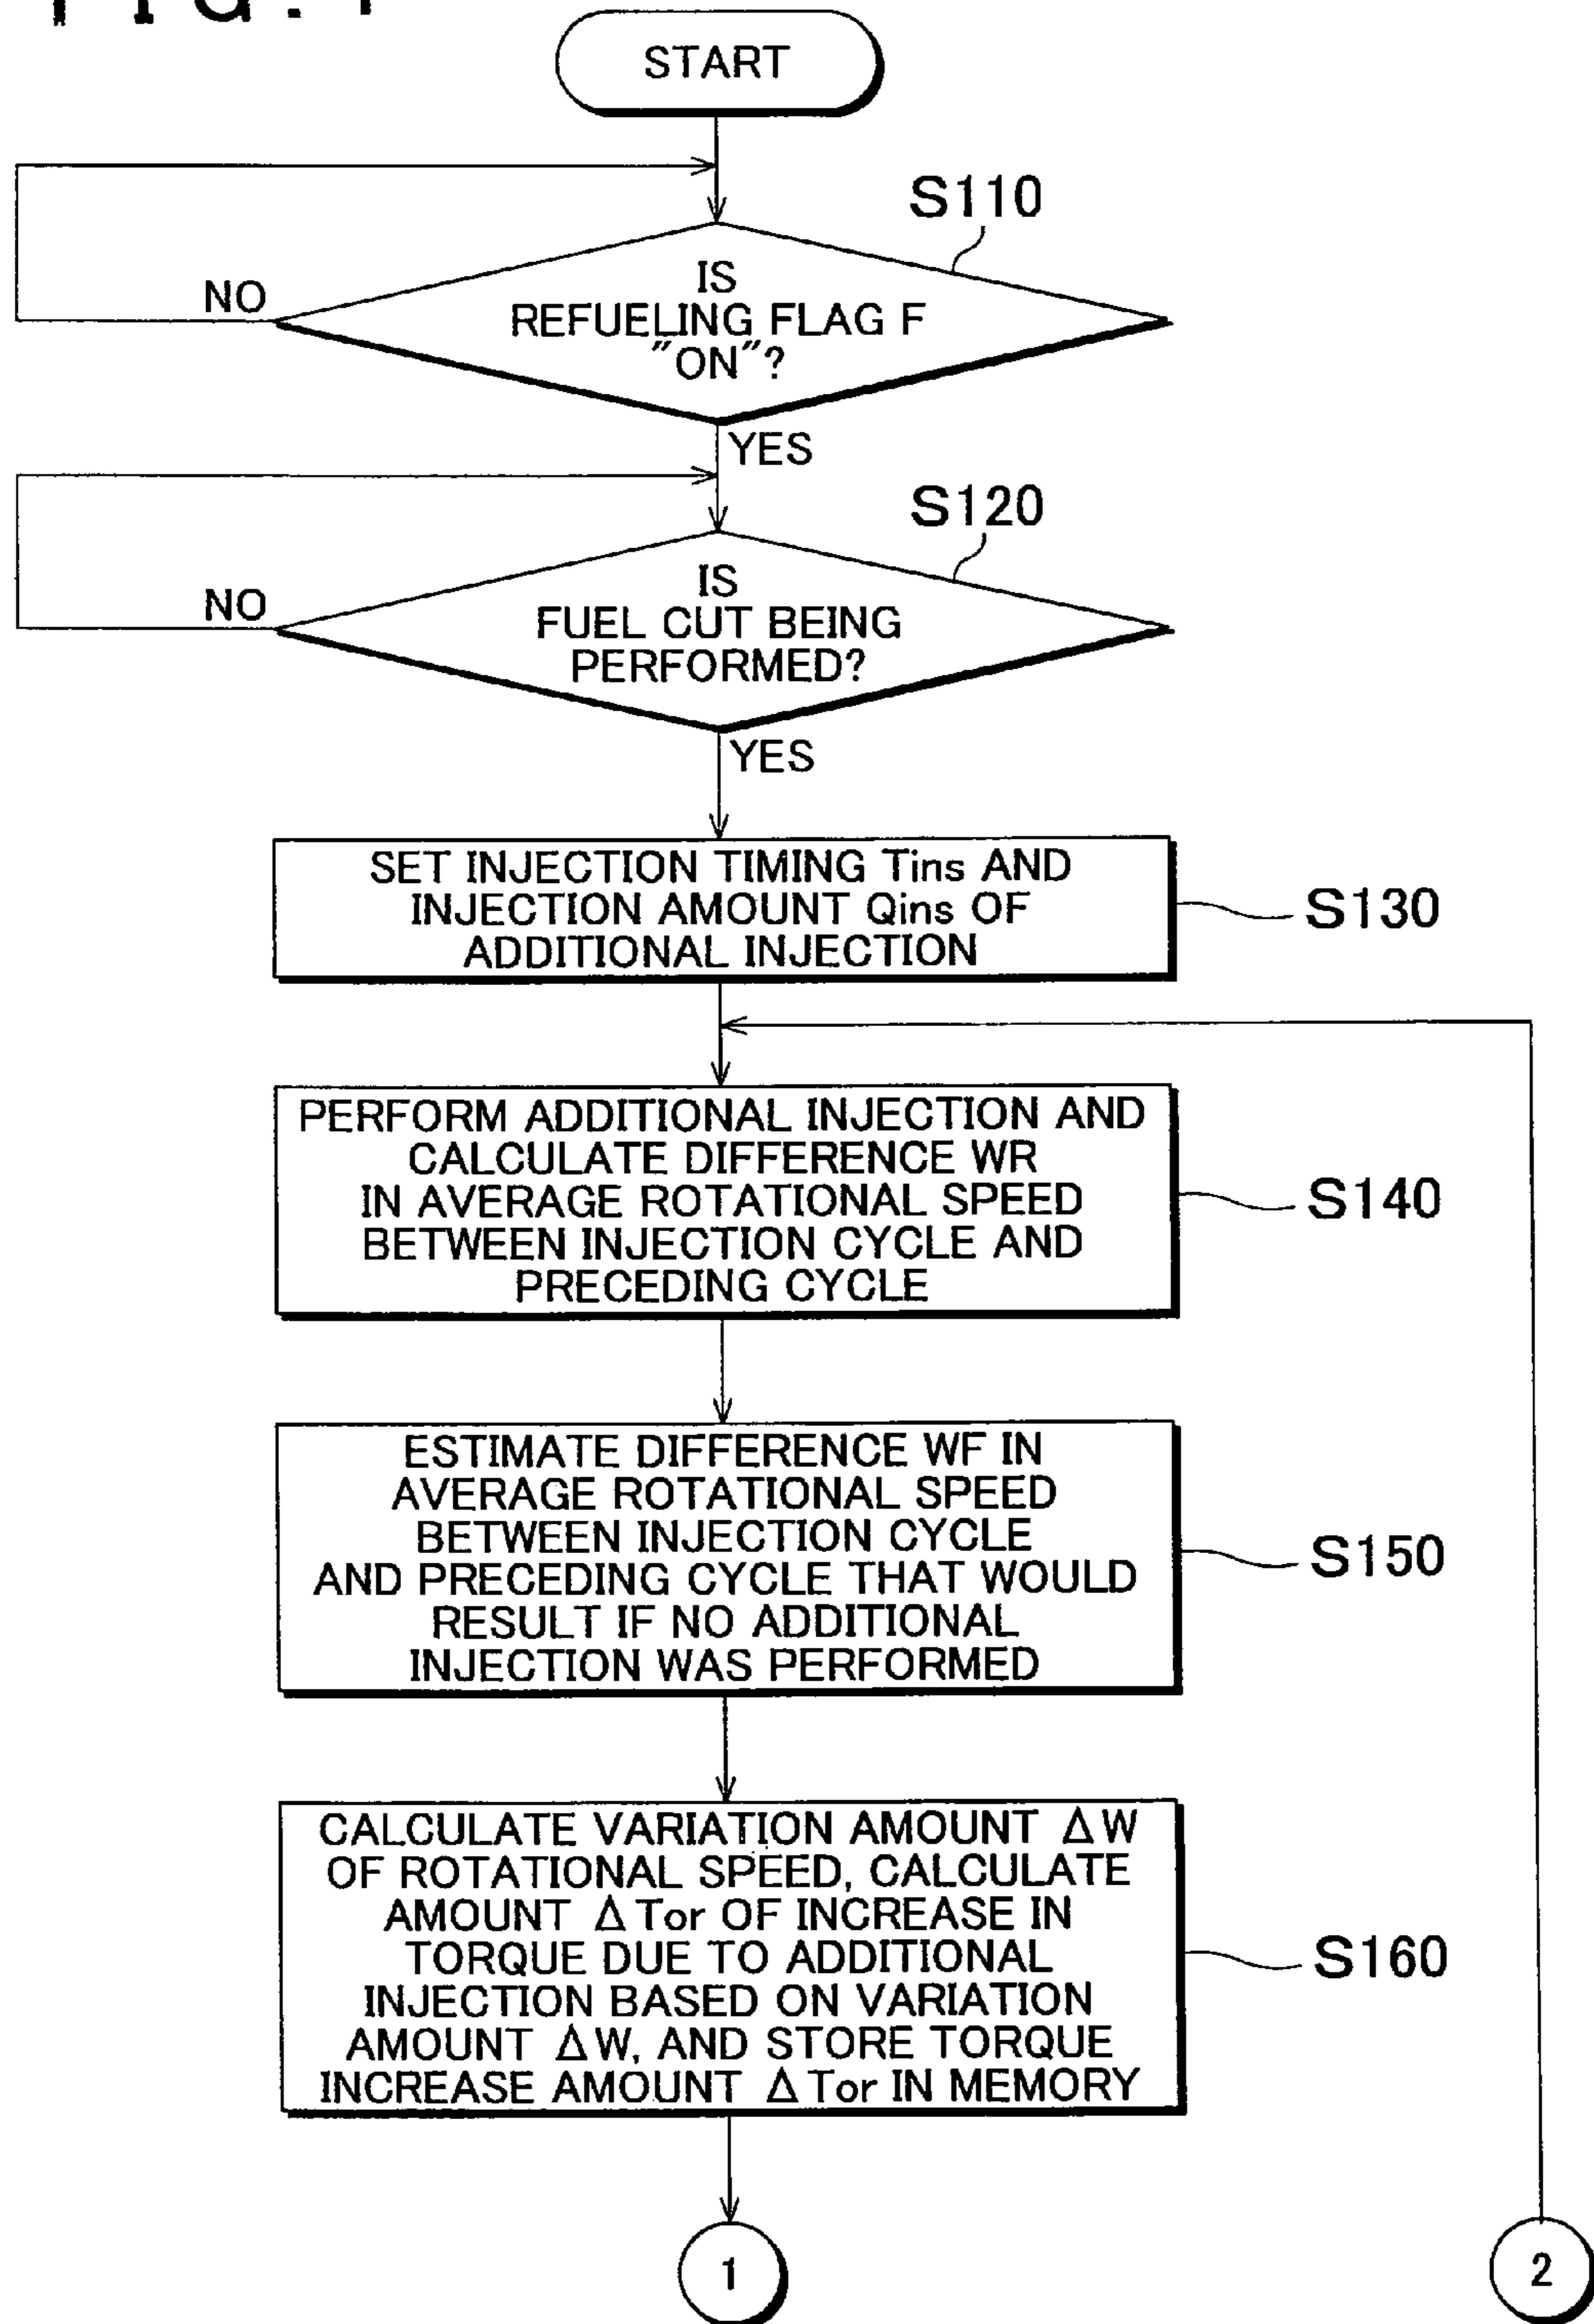 START
S110
IS
REFUELING FLAG F
"ON"?
NO
YES
S120
IS
FUEL CUT BEING
PERFORMED?
NO
YES
SET INJECTION TIMING Tins AND
INJECTION AMOUNT Qins OF
ADDITIONAL INJECTION
S130
PERFORM ADDITIONAL INJECTION AND
CALCULATE DIFFERENCE WR
IN AVERAGE ROTATIONAL SPEED
BETWEEN INJECTION CYCLE AND
PRECEDING CYCLE
S140
ESTIMATE DIFFERENCE WF IN
AVERAGE ROTATIONAL SPEED
BETWEEN INJECTION CYCLE
AND PRECEDING CYCLE THAT WOULD
RESULT IF NO ADDITIONAL
INJECTION WAS PERFORMED
S150
CALCULATE VARIATION AMOUNT ΔW
OF ROTATIONAL SPEED, CALCULATE
AMOUNT ΔTor OF INCREASE IN
TORQUE DUE TO ADDITIONAL
INJECTION BASED ON VARIATION
AMOUNT ΔW, AND STORE TORQUE
INCREASE AMOUNT ΔTor IN MEMORY
S160
1
2